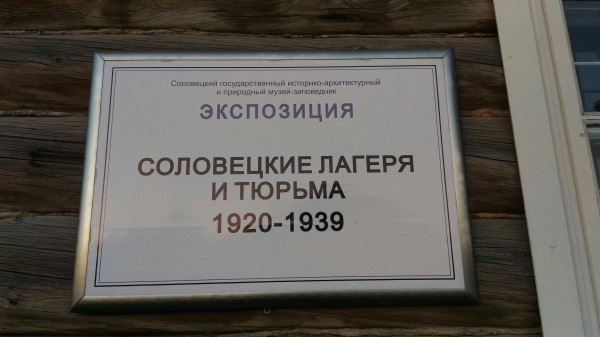 Соловецкий государственный историко-архитектурный
и природный музей-заповедник
ЭКСПОЗИЦИЯ
СОЛОВЕЦКИЕ ЛАГЕРЯ
И ТЮРЬМА
1920-1939